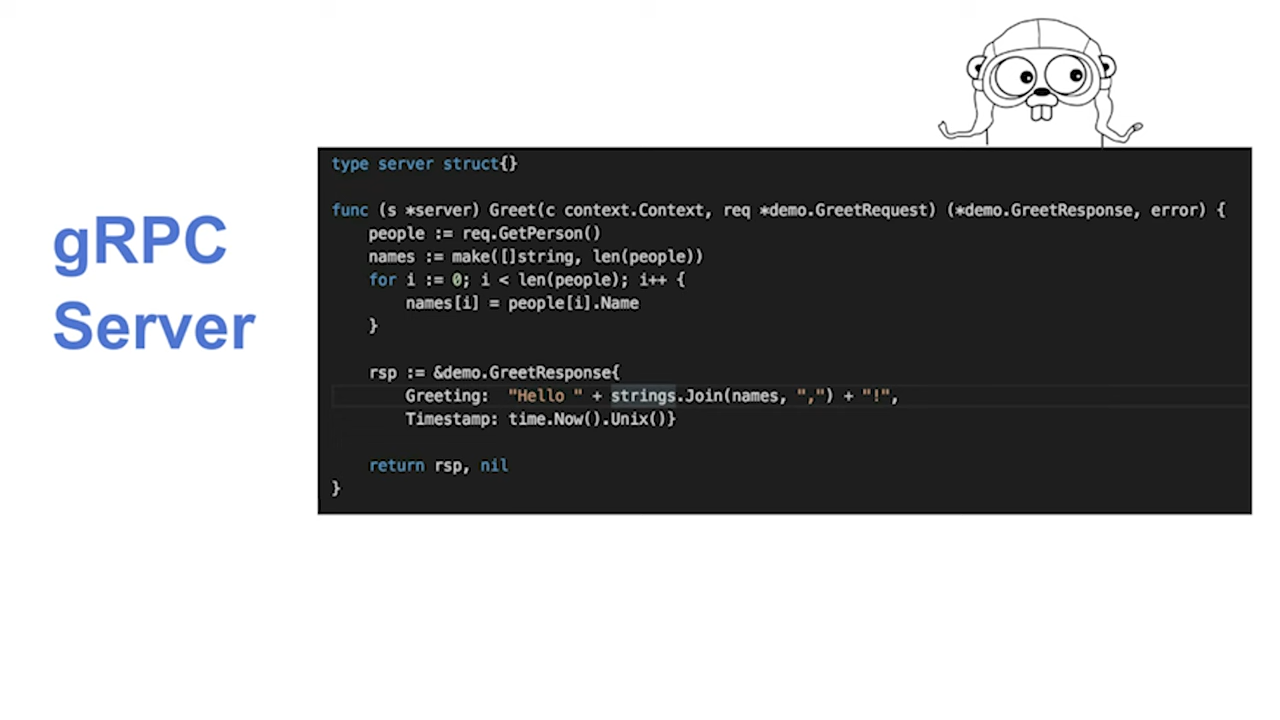 gRPC
Server
type server struct{}
func (s *server) Greet(c context.Context, req *demo.GreetRequest) (*demo.GreetResponse, error) {
    people := req.GetPerson()
    names := make([]string, len(people))
    for i := 0; i < len(people); i++ {
        names[i] = people[i].Name
    }
    rsp := &demo.GreetResponse{
        Greeting:  "Hello " + strings.Join(names, ",") + "!",
        Timestamp: time.Now().Unix()}
    return rsp, nil
}